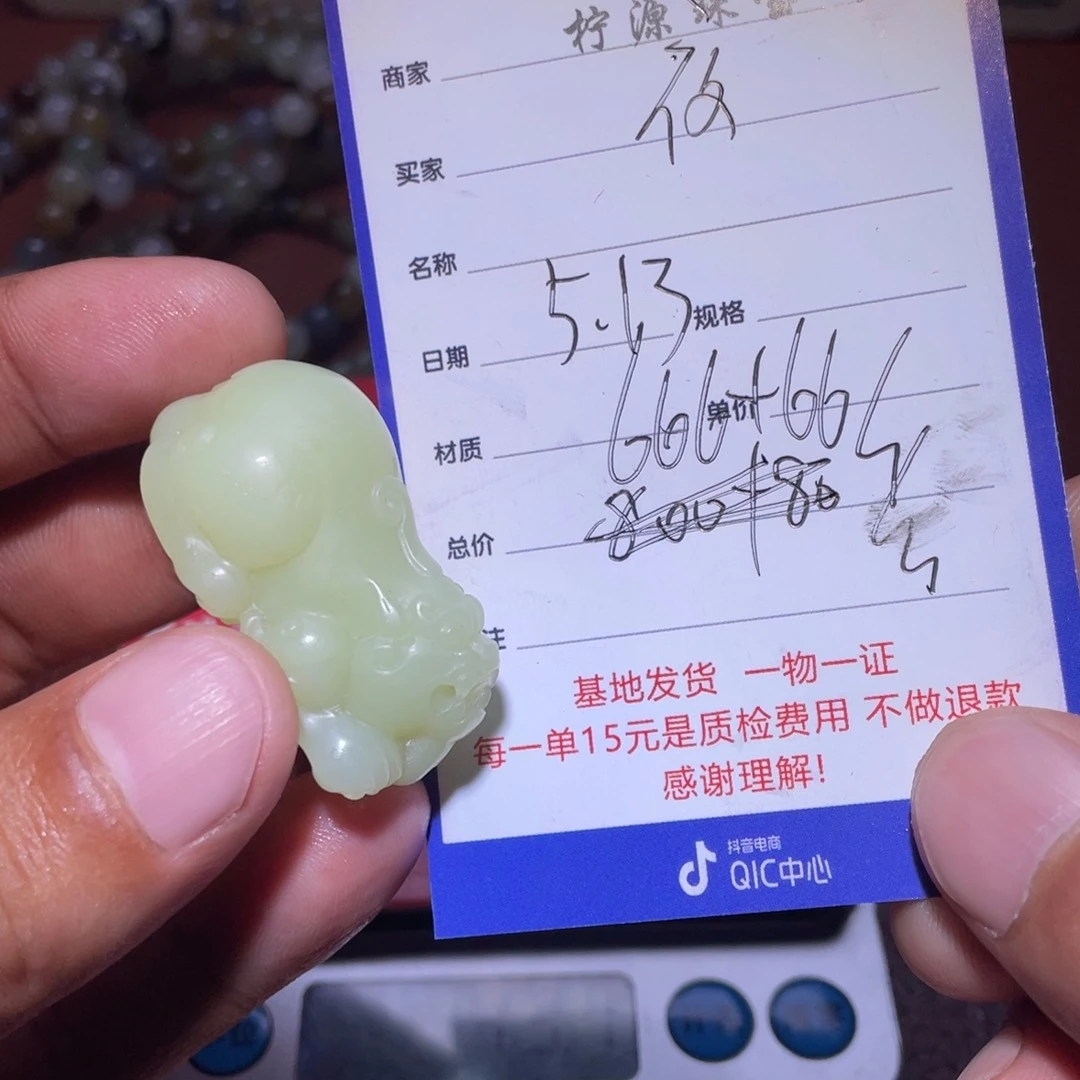 柠源珠宝
商家
买家
名称
日期 5.13 规格
材质 666+66 单价
总价 800+80
注
基地发货 一物一证
每一单15元是质检费用 不做退款
感谢理解!
抖音电商
QIC中心